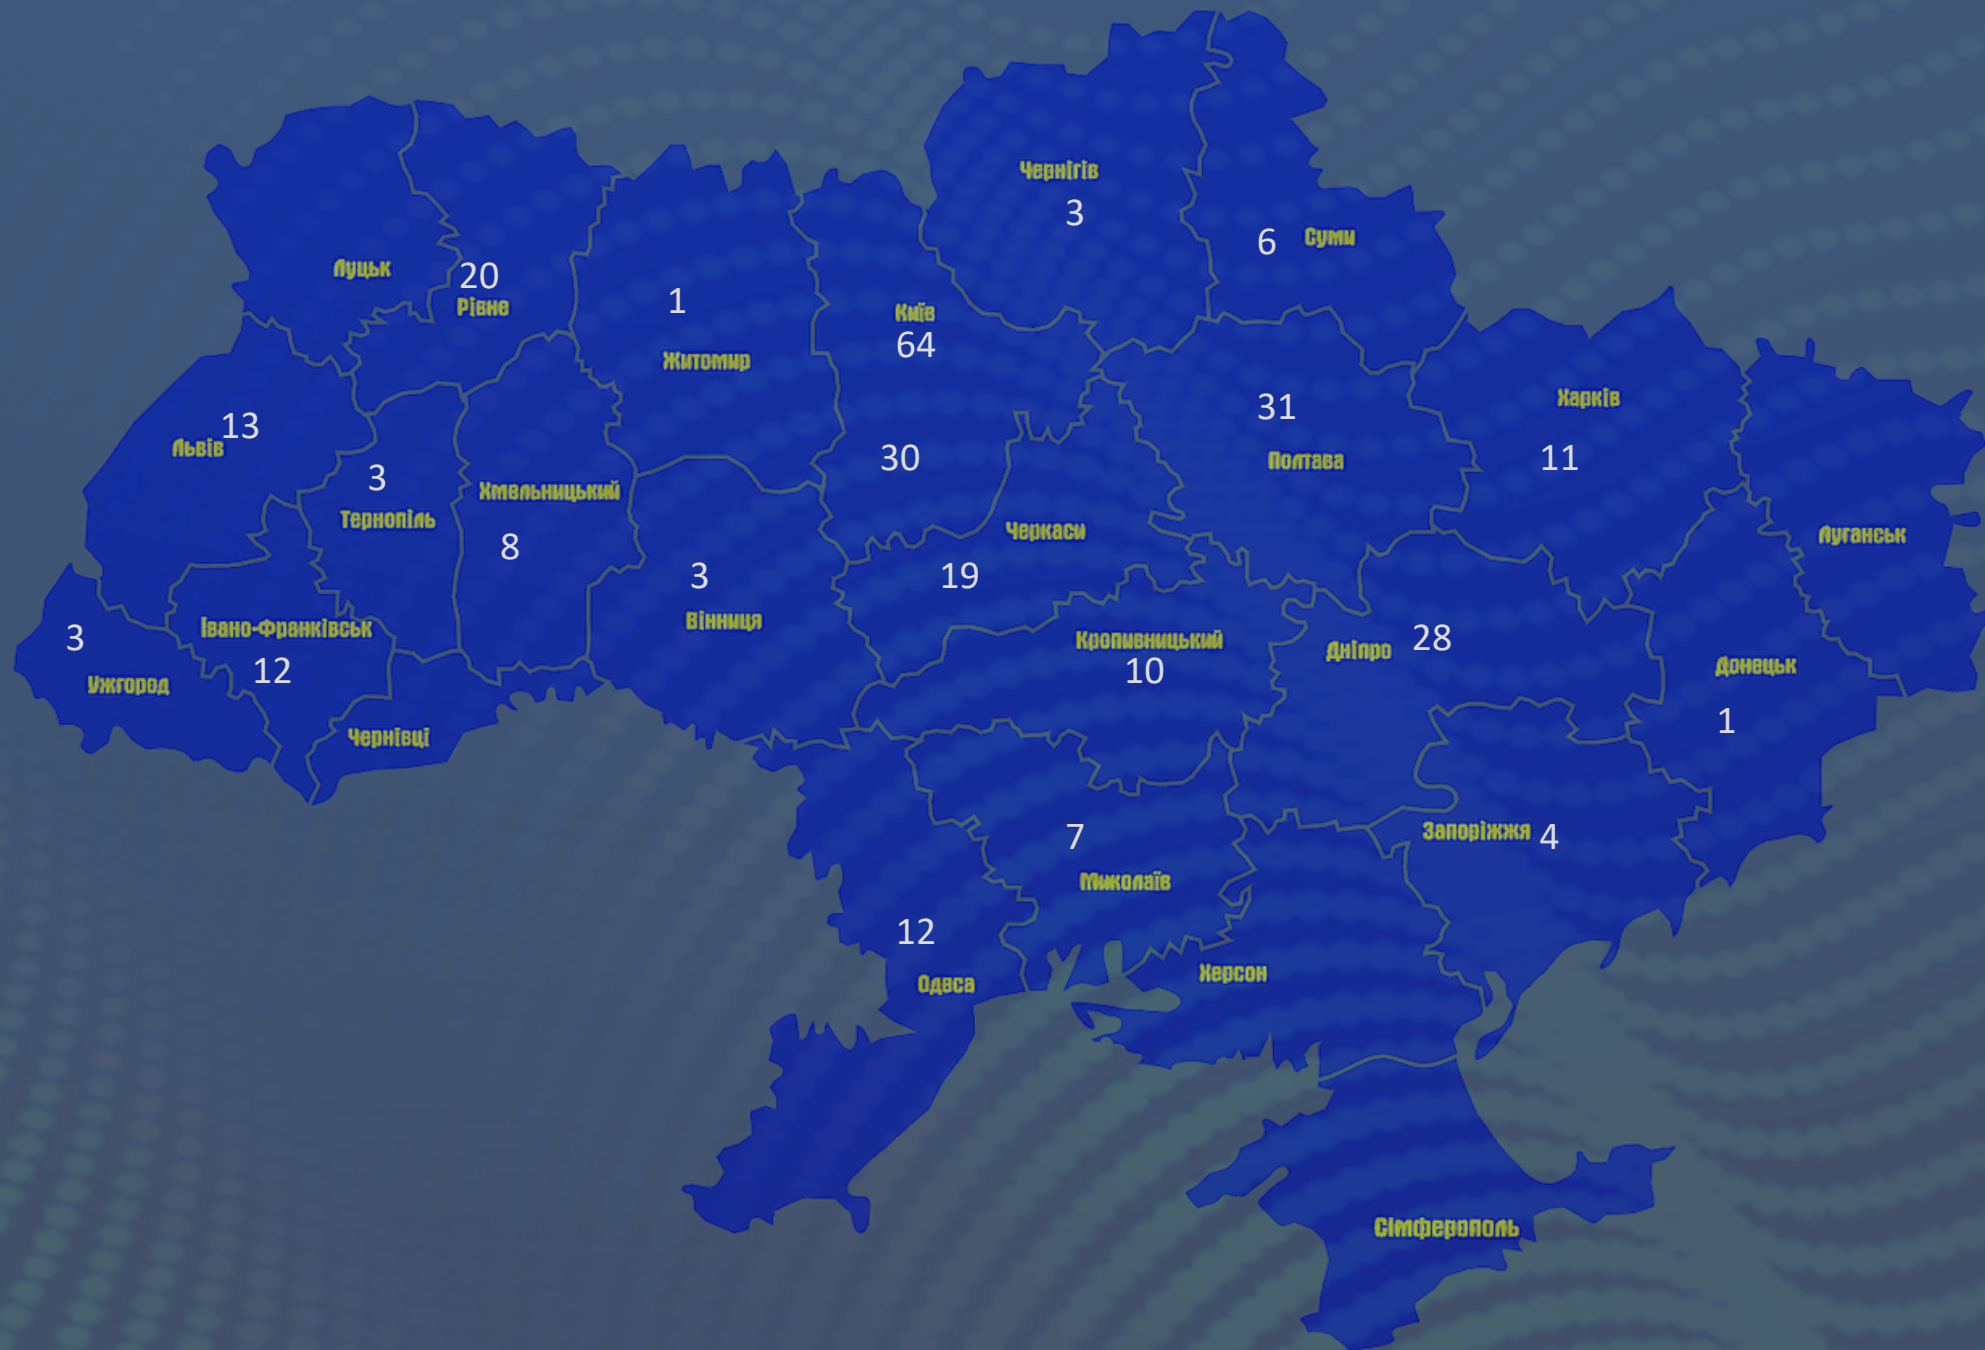 Чернігів
3
6 Суми
Луцьк
20
Рівне
1
Житомир
Київ
64
31
Полтава
Харків
11
13
Львів
3
Тернопіль
Хмельницький
8
30
Черкаси
19
Луганськ
3
Вінниця
Івано-Франківськ
12
3
Ужгород
Чернівці
Кропивницький
10
Дніпро 28
Донецьк
1
7
Миколаїв
Запоріжжя 4
12
Одеса
Херсон
Сімферополь